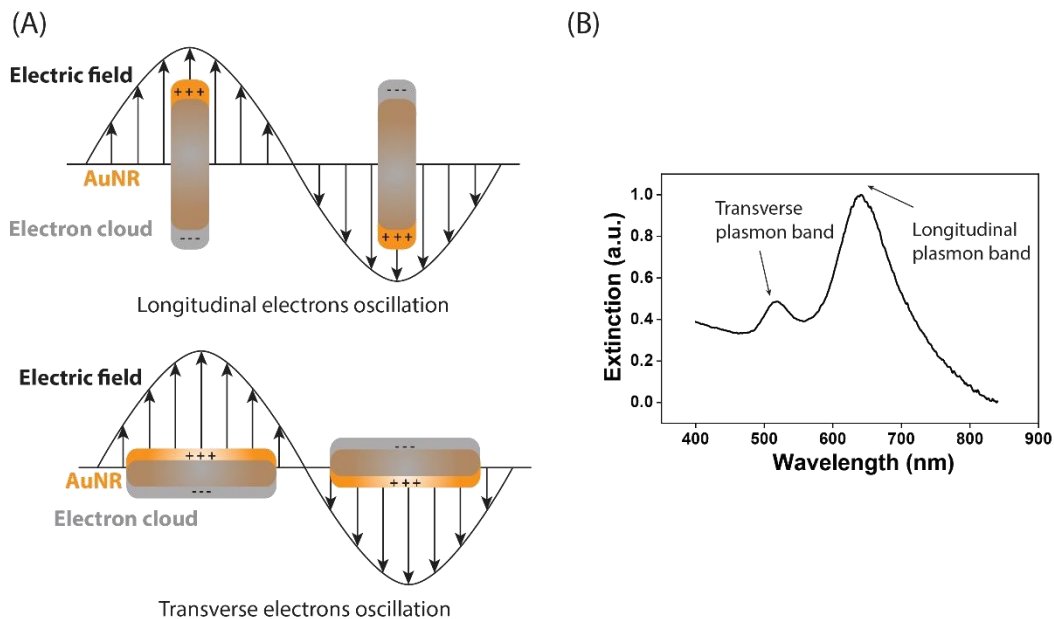 (A)
Electric field
+ + +
- - -
AuNR
Electron cloud
- - -
+ + +
Longitudinal electrons oscillation
Electric field
+ + +
- - -
AuNR
- - -
+ + +
Electron cloud
Transverse electrons oscillation
(B)
Transverse
plasmon band
Longitudinal
plasmon band
Extinction (a.u.)
1.0
0.8
0.6
0.4
0.2
0.0
400 500 600 700 800 900
Wavelength (nm)